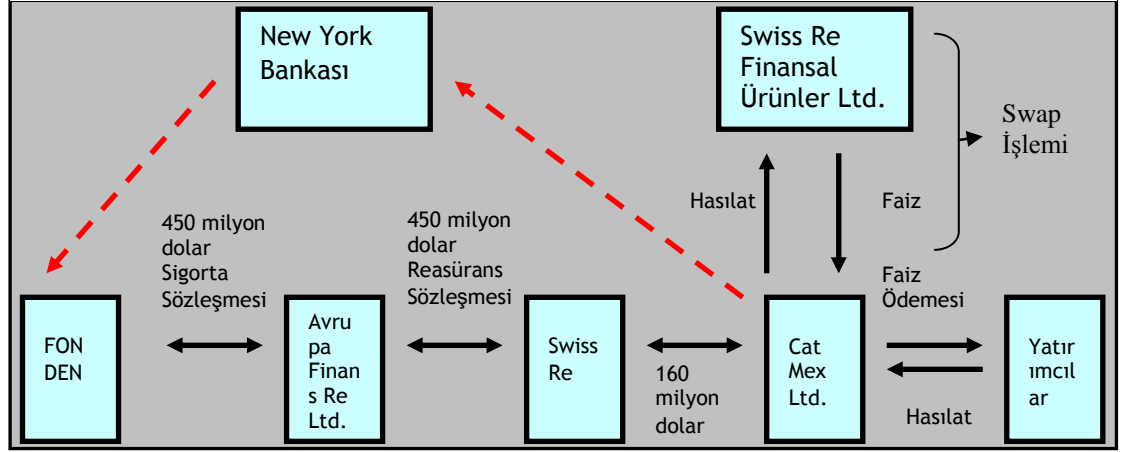 New York
Bankası
Swiss Re
Finansal
Ürünler Ltd.
Swap
İşlemi
Hasılat
Faiz
450 milyon
dolar
Sigorta
Sözleşmesi
450 milyon
dolar
Reasürans
Sözleşmesi
Faiz
Ödemesi
FON
DEN
Avru
pa
Finan
s Re
Ltd.
Swiss
Re
160
milyon
dolar
Cat
Mex
Ltd.
Hasılat
Yatır
ımcıl
ar